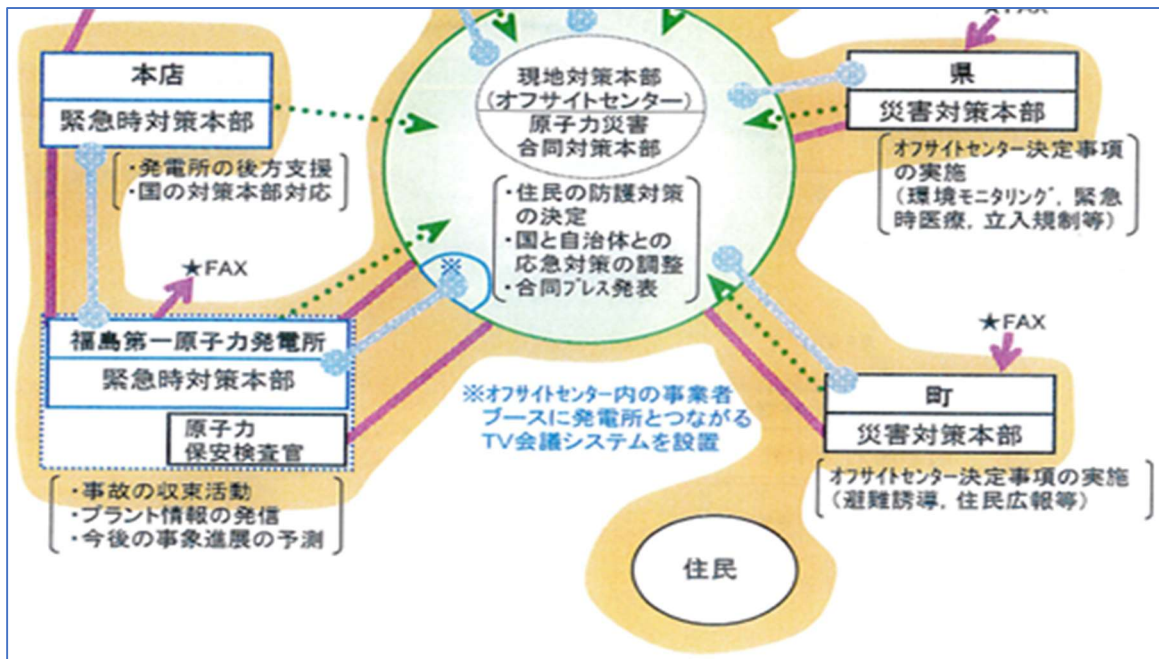 ★FAX
本店
緊急時対策本部
・発電所の後方支援
・国の対策本部対応
現地対策本部
(オフサイトセンター)
原子力災害
合同対策本部
・住民の防護対策
の決定
・国と自治体との
応急対策の調整
・合同プレス発表
県
災害対策本部
オフサイトセンター決定事項
の実施
(環境モニタリング, 緊急
時医療, 立入規制等)
※
★FAX
福島第一原子力発電所
緊急時対策本部
原子力
保安検査官
・事故の収束活動
・プラント情報の発信
・今後の事象進展の予測
※オフサイトセンター内の事業者
ブースに発電所とつながる
TV会議システムを設置
★FAX
町
災害対策本部
オフサイトセンター決定事項の実施
(避難誘導, 住民広報等)
住民